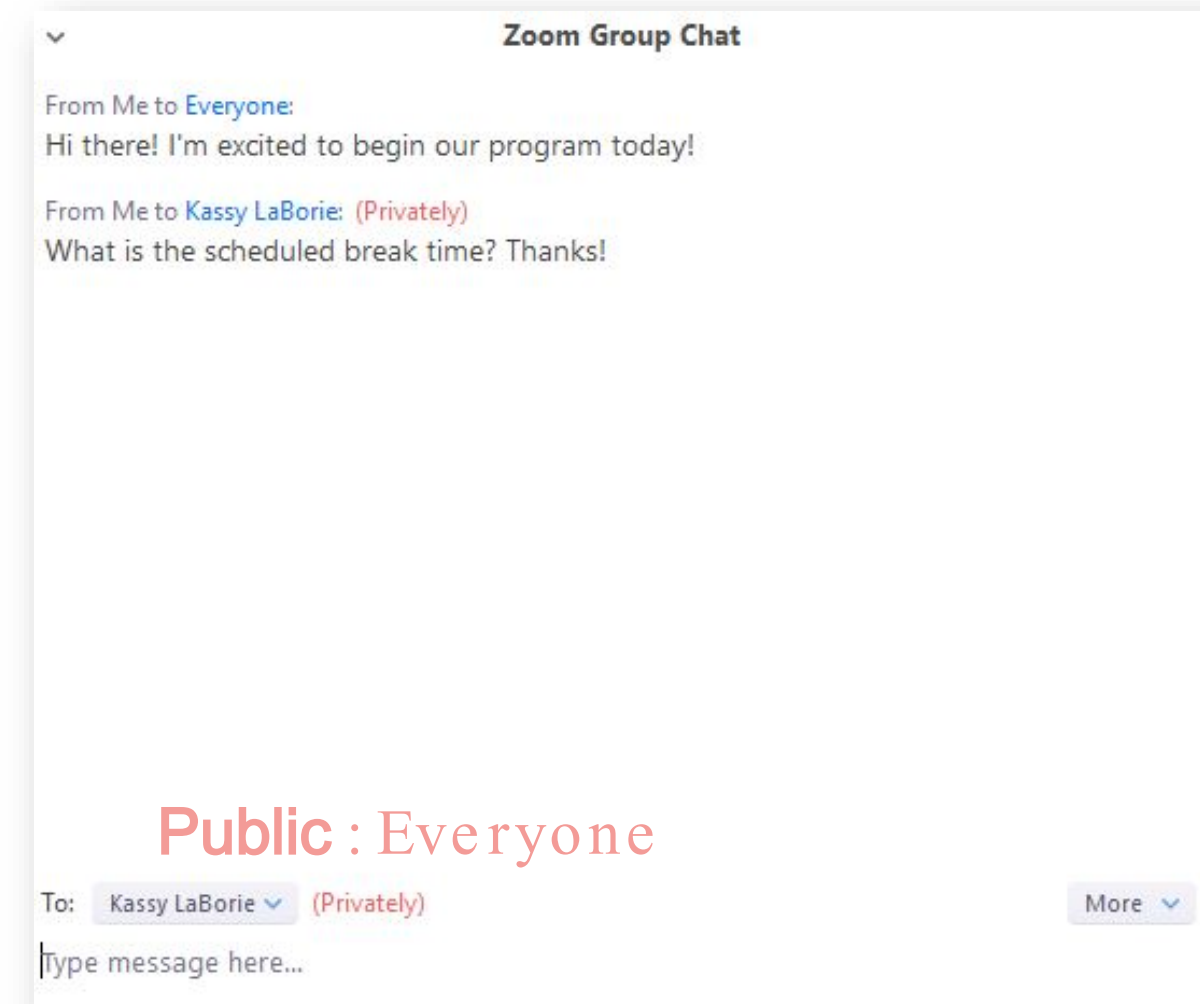 Zoom Group Chat
From Me to Everyone:
Hi there! I'm excited to begin our program today!
From Me to Kassy LaBorie: (Privately)
What is the scheduled break time? Thanks!
Public : Everyone
To: Kassy LaBorie (Privately) More
Type message here...